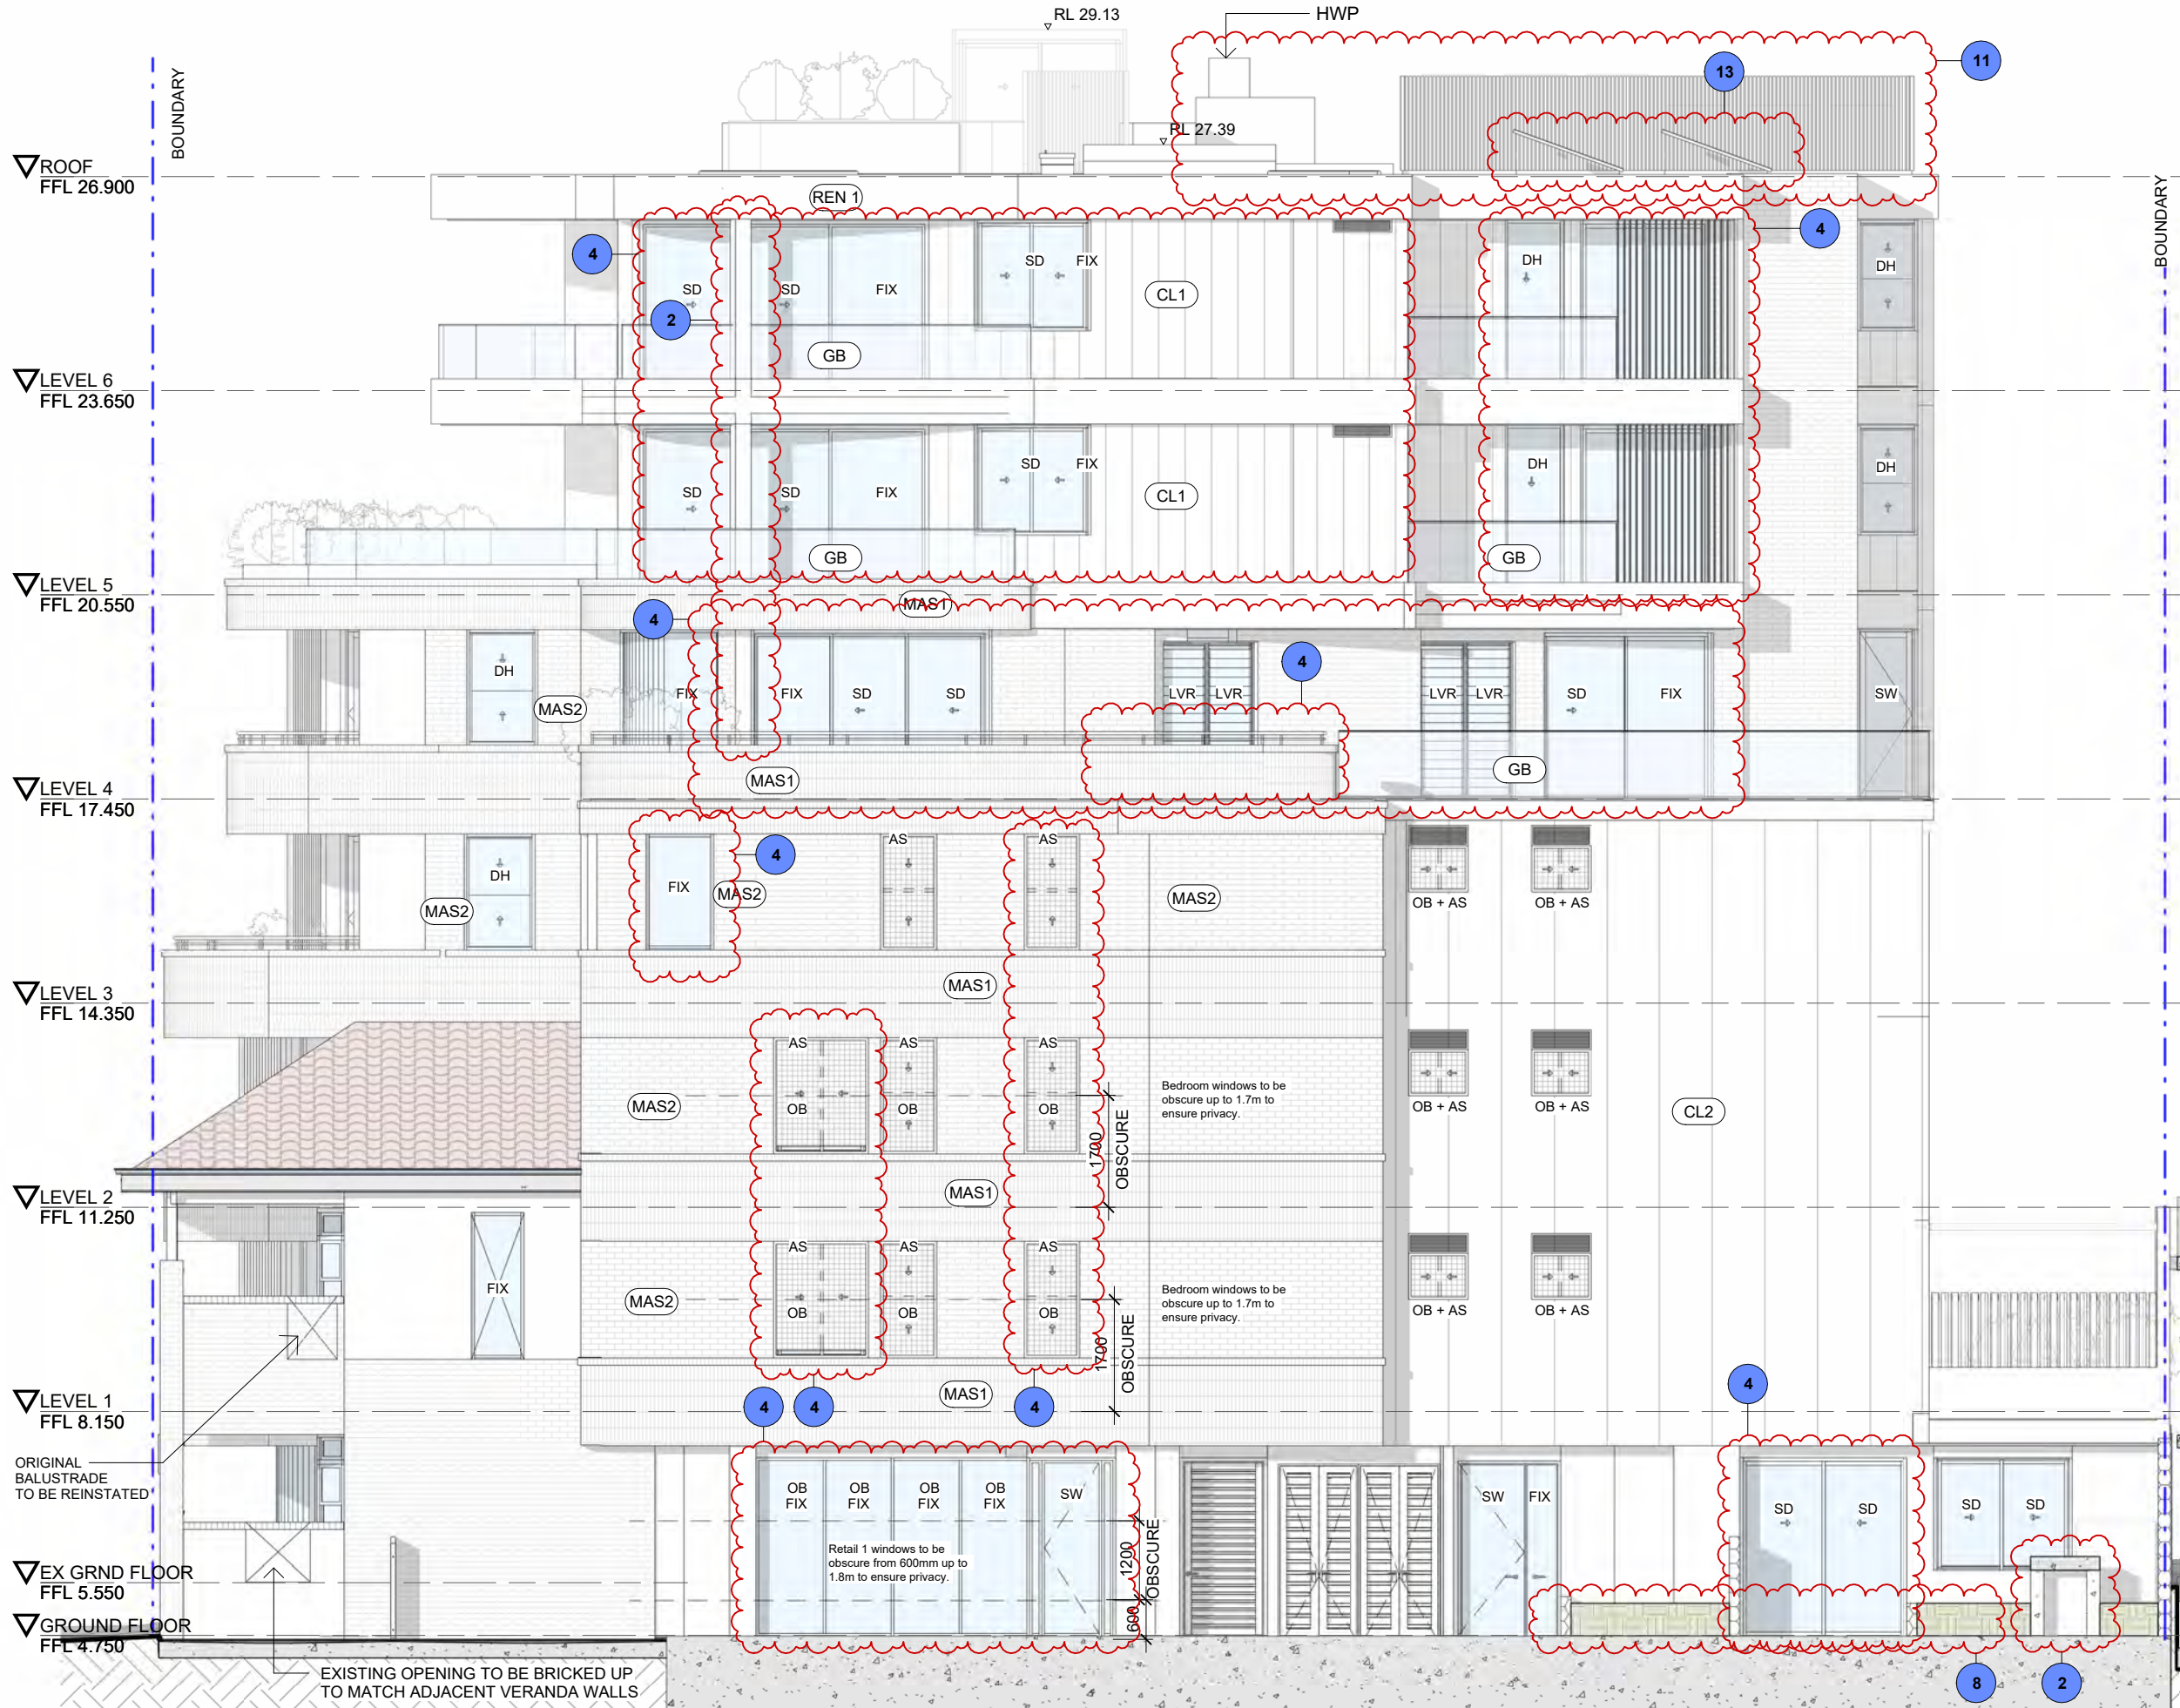 RL 29.13
HWP
11
13
BOUNDARY
RL 27.39
ROOF
FFL 26.900
BOUNDARY
REN 1
4
4
SD
SD
FIX
SD
FIX
CL1
DH
DH
2
GB
LEVEL 6
FFL 23.650
SD
SD
FIX
SD
FIX
CL1
DH
DH
GB
GB
LEVEL 5
FFL 20.550
MAS1
4
4
DH
MAS2
FIX
FIX
SD
SD
LVR
LVR
LVR
LVR
SD
FIX
SW
MAS1
GB
LEVEL 4
FFL 17.450
4
AS
AS
DH
FIX
MAS2
MAS2
MAS2
OB + AS
OB + AS
MAS1
LEVEL 3
FFL 14.350
AS
AS
AS
MAS2
OB
OB
OB
Bedroom windows to be
obscure up to 1.7m to
ensure privacy.
1700
OBSCURE
OB + AS
OB + AS
CL2
LEVEL 2
FFL 11.250
MAS1
AS
AS
AS
FIX
MAS2
OB
OB
OB
Bedroom windows to be
obscure up to 1.7m to
ensure privacy.
1700
OBSCURE
OB + AS
OB + AS
LEVEL 1
FFL 8.150
MAS1
4
4
4
4
ORIGINAL
BALUSTRADE
TO BE REINSTATED
OB
FIX
OB
FIX
OB
FIX
OB
FIX
SW
SW
FIX
SD
SD
SD
SD
Retail 1 windows to be
obscure from 600mm up to
1.8m to ensure privacy.
1200
OBSCURE
600
EX GRND FLOOR
FFL 5.550
GROUND FLOOR
FFL 4.750
EXISTING OPENING TO BE BRICKED UP
TO MATCH ADJACENT VERANDA WALLS
8
2